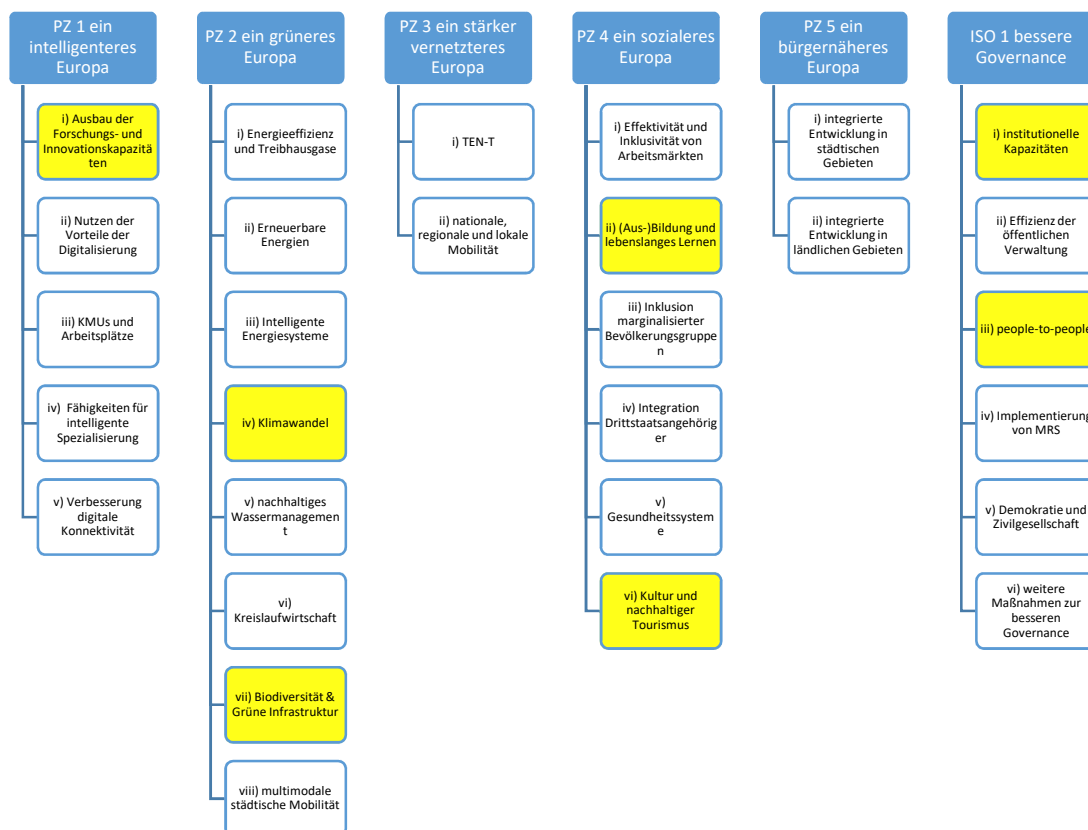 PZ 1 ein
intelligenteres
Europa
i) Ausbau der
Forschungs- und
Innovationskapazitä
ten
ii) Nutzen der
Vorteile der
Digitalisierung
iii) KMUs und
Arbeitsplätze
iv) Fähigkeiten für
intelligente
Spezialisierung
v) Verbesserung
digitale
Konnektivität
PZ 2 ein grüneres
Europa
i) Energieeffizienz
und Treibhausgase
ii) Erneuerbare
Energien
iii) Intelligente
Energiesysteme
iv) Klimawandel
v) nachhaltiges
Wassermanagemen
t
vi)
Kreislaufwirtschaft
vii) Biodiversität &
Grüne Infrastruktur
viii) multimodale
städtische Mobilität
PZ 3 ein stärker
vernetzteres
Europa
i) TEN-T
ii) nationale,
regionale und lokale
Mobilität
PZ 4 ein sozialeres
Europa
i) Effektivität und
Inklusivität von
Arbeitsmärkten
ii) (Aus-)Bildung und
lebenslanges Lernen
iii) Inklusion
marginalisierter
Bevölkerungsgruppe
n
iv) Integration
Drittstaatsangehörig
er
v)
Gesundheitssystem
e
vi) Kultur und
nachhaltiger
Tourismus
PZ 5 ein
bürgernäheres
Europa
i) integrierte
Entwicklung in
städtischen
Gebieten
ii) integrierte
Entwicklung in
ländlichen Gebieten
ISO 1 bessere
Governance
i) institutionelle
Kapazitäten
ii) Effizienz der
öffentlichen
Verwaltung
iii) people-to-people
iv) Implementierung
von MRS
v) Demokratie und
Zivilgesellschaft
vi) weitere
Maßnahmen zur
besseren
Governance